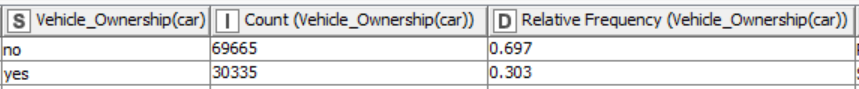 S Vehicle_Ownership(car) I Count (Vehicle_Ownership(car)) D Relative Frequency (Vehicle_Ownership(car))
no 69665 0.697
yes 30335 0.303